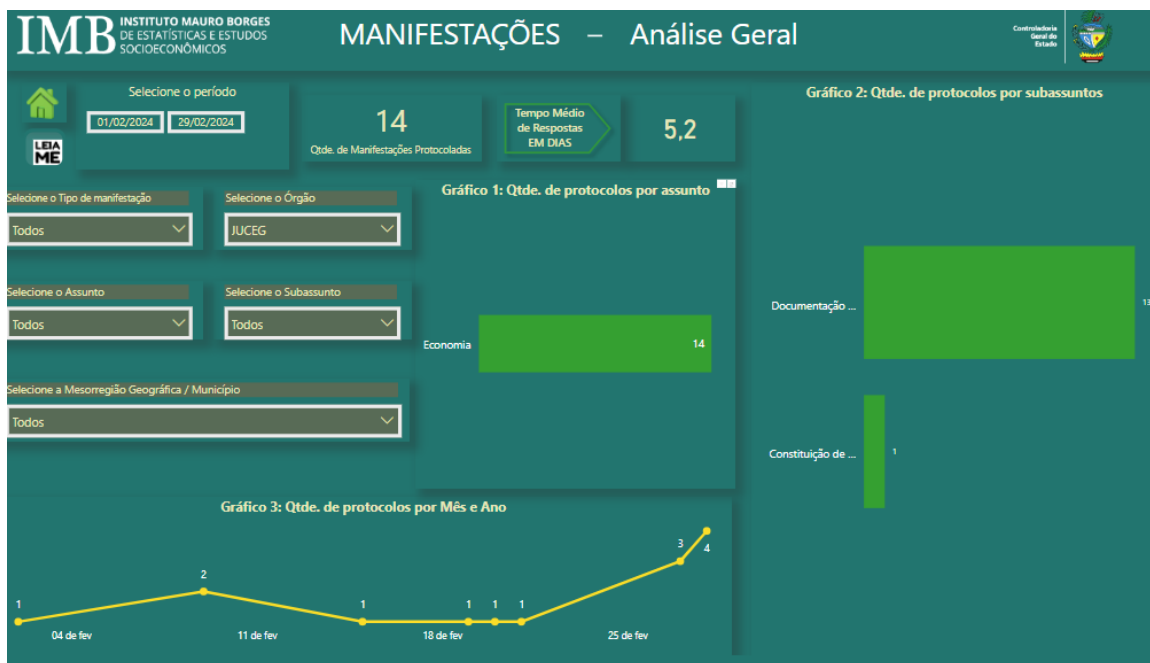 IMB
INSTITUTO MAURO BORGES
DE ESTATÍSTICAS E ESTUDOS
SOCIOECONÔMICOS
MANIFESTAÇÕES – Análise Geral
Controladoria
Geral do
Estado
LEIA
ME
Selecione o período
01/02/2024 29/02/2024
14
Qtde. de Manifestações Protocoladas
Tempo Médio
de Respostas
EM DIAS
5,2
Selecione o Tipo de manifestação
Todos
Selecione o Órgão
JUCEG
Selecione o Assunto
Todos
Selecione o Subassunto
Todos
Selecione a Mesorregião Geográfica / Município
Todos
Gráfico 1: Qtde. de protocolos por assunto
Economia 14
Gráfico 2: Qtde. de protocolos por subassuntos
Documentação ... 13
Constituição de ... 1
Gráfico 3: Qtde. de protocolos por Mês e Ano
1 2 1 1 1 1 3 4
04 de fev 11 de fev 18 de fev 25 de fev